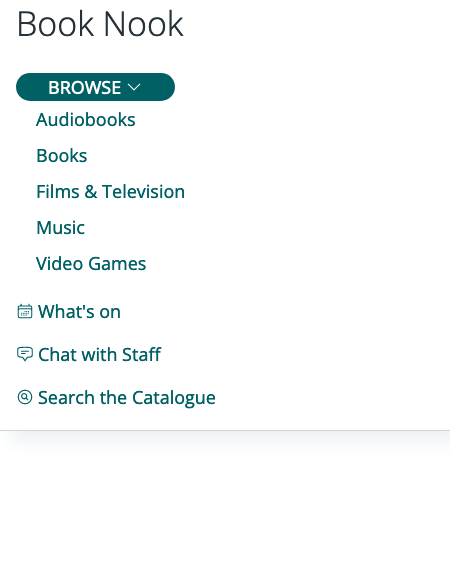 Book Nook
BROWSE
Audiobooks
Books
Films & Television
Music
Video Games
What's on
Chat with Staff
Search the Catalogue